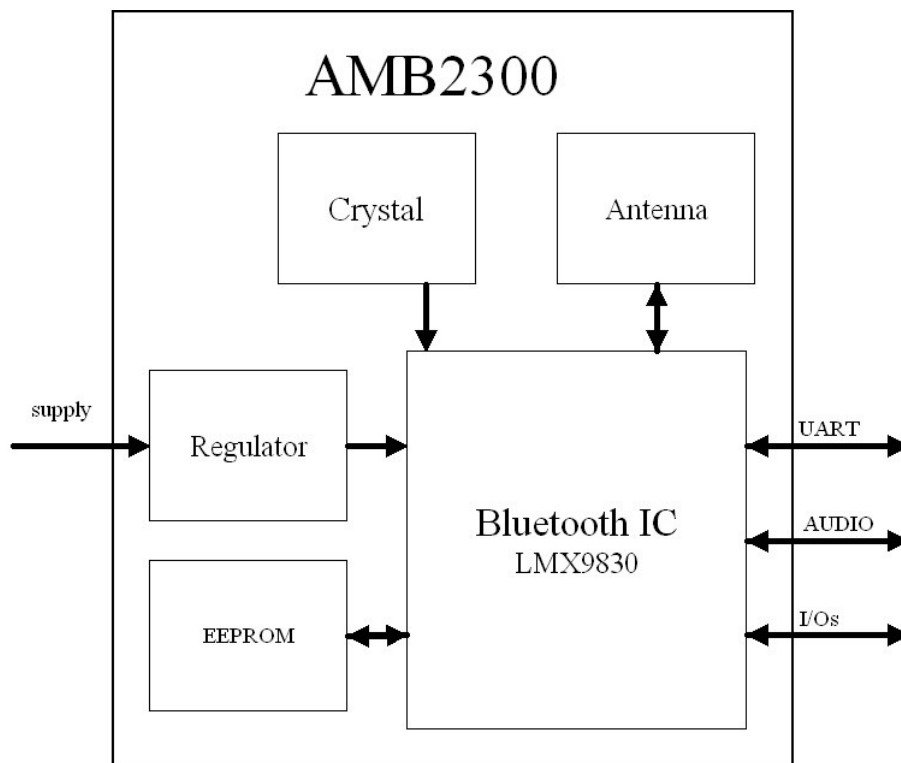 AMB2300
Crystal
Antenna
supply
Regulator
UART
Bluetooth IC
LMX9830
AUDIO
EEPROM
I/Os